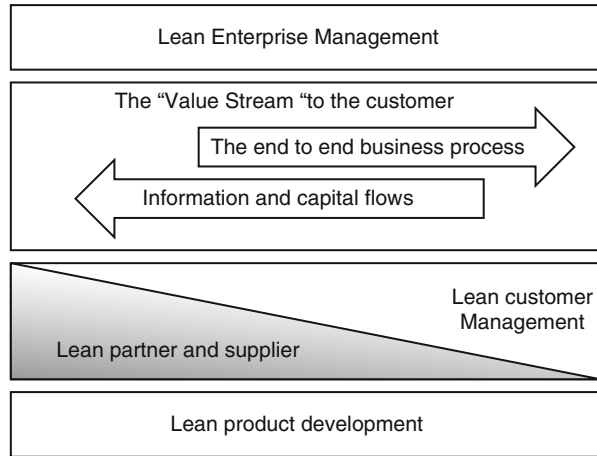 Lean Enterprise Management
The “Value Stream “to the customer
The end to end business process
Information and capital flows
Lean customer
Management
Lean partner and supplier
Lean product development